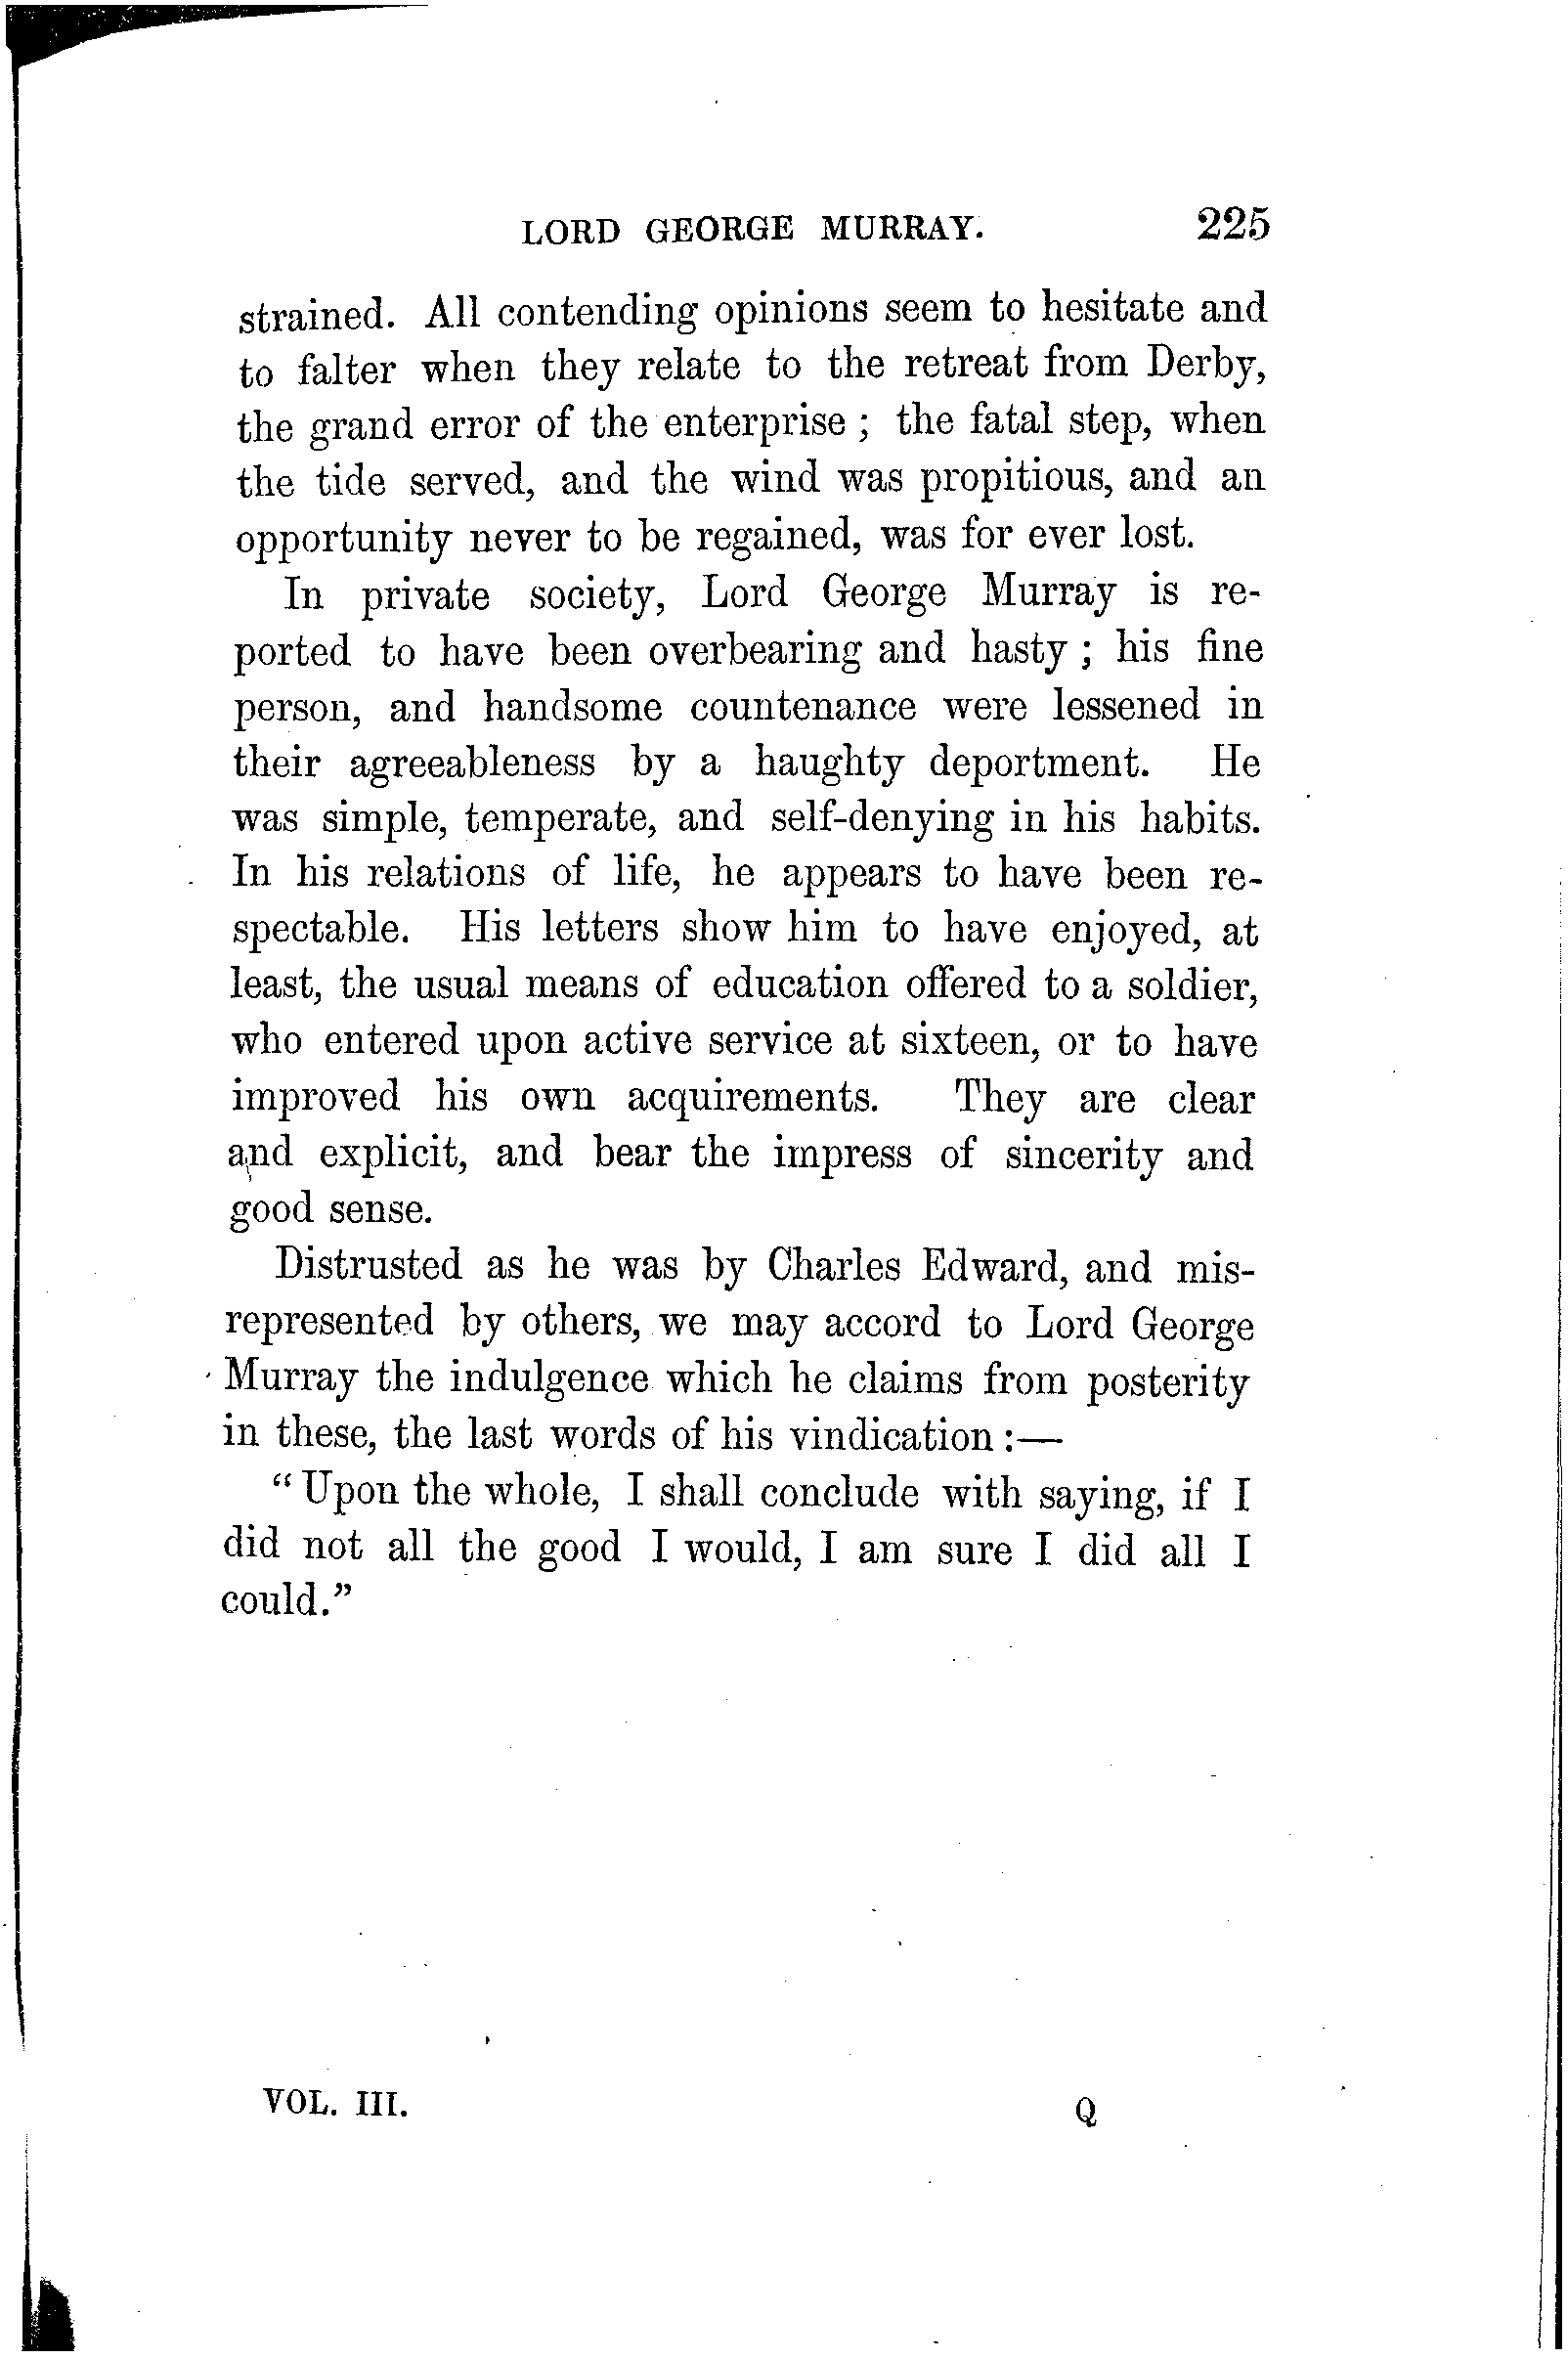 LORD GEORGE MURRAY. 225
strained. All contending opinions seem to hesitate and
to falter when they relate to the retreat from Derby,
the grand error of the enterprise ; the fatal step, when
the tide served, and the wind was propitious, and an
opportunity never to be regained, was for ever lost.
In private society, Lord George Murray is re-
ported to have been overbearing and hasty ; his fine
person, and handsome countenance were lessened in
their agreeableness by a haughty deportment. He
was simple, temperate, and self-denying in his habits.
In his relations of life, he appears to have been re-
spectable. His letters show him to have enjoyed, at
least, the usual means of education offered to a soldier,
who entered upon active service at sixteen, or to have
improved his own acquirements. They are clear
and explicit, and bear the impress of sincerity and
good sense.
Distrusted as he was by Charles Edward, and mis-
represented by others, we may accord to Lord George
Murray the indulgence which he claims from posterity
in these, the last words of his vindication :—
“ Upon the whole, I shall conclude with saying, if I
did not all the good I would, I am sure I did all I
could.”
VOL. III. Q